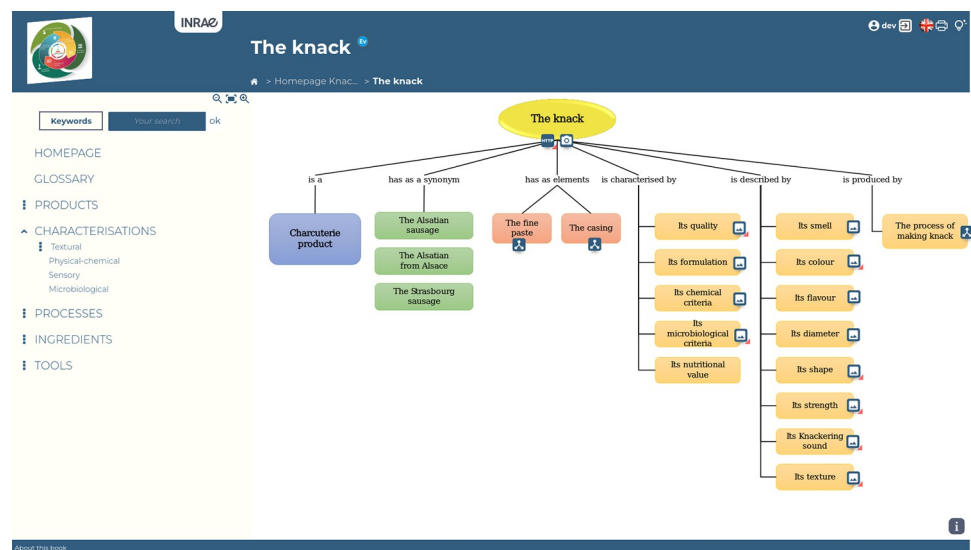 INRAE
The knack Ev
dev
> Homepage Knac... > The knack
Keywords
Your search
ok
HOMEPAGE
GLOSSARY
PRODUCTS
CHARACTERISATIONS
Textural
Physical-chemical
Sensory
Microbiological
PROCESSES
INGREDIENTS
TOOLS
The knack
HTTP
is a
has as a synonym
has as elements
is characterised by
is described by
is produced by
Charcuterie
product
The Alsatian
sausage
The Alsatian
from Alsace
The Strasbourg
sausage
The fine
paste
The casing
Its quality
Its formulation
Its chemical
criteria
Its
microbiological
criteria
Its nutritional
value
Its smell
Its colour
Its flavour
Its diameter
Its shape
Its strength
Its Knackering
sound
Its texture
The process of
making knack
i
About this book